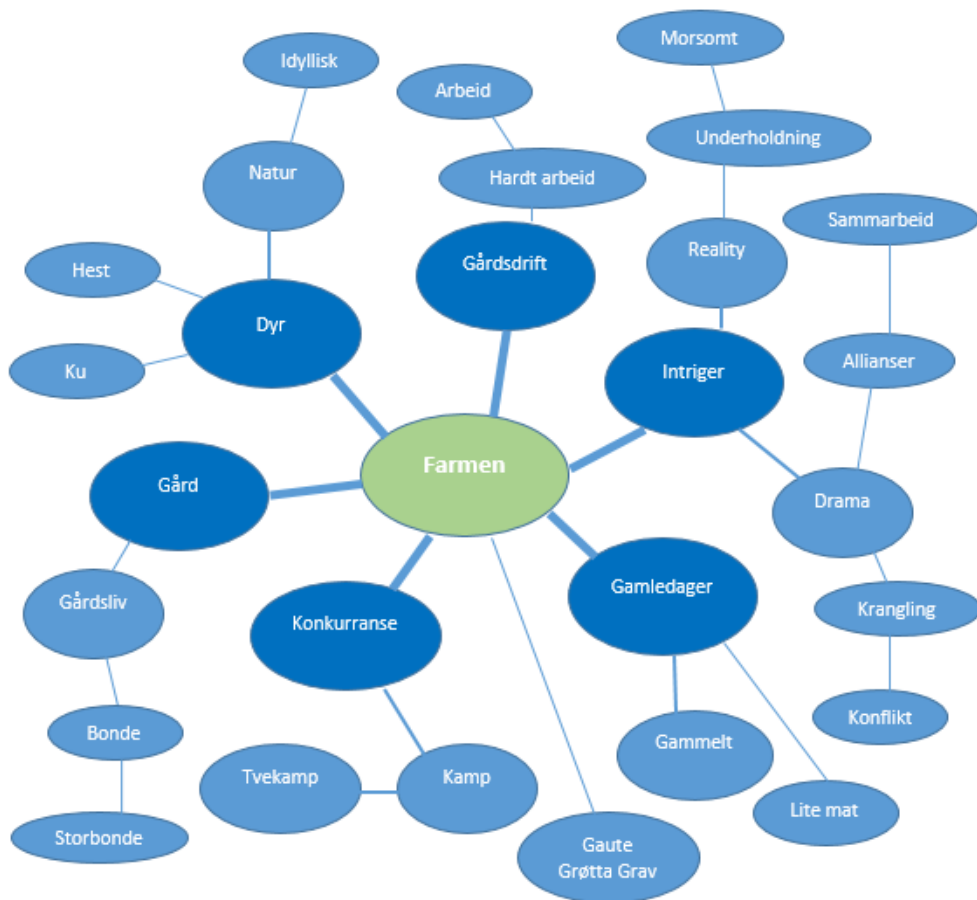 Morsomt
Idyllisk
Arbeid
Underholdning
Natur
Hardt arbeid
Sammarbeid
Hest
Gårdsdrift
Reality
Dyr
Ku
Intriger
Allianser
Farmen
Gård
Drama
Gårdsliv
Konkurranse
Gamledager
Krangling
Bonde
Gammelt
Konflikt
Tvekamp
Kamp
Lite mat
Storbonde
Gaute
Grøtta Grav